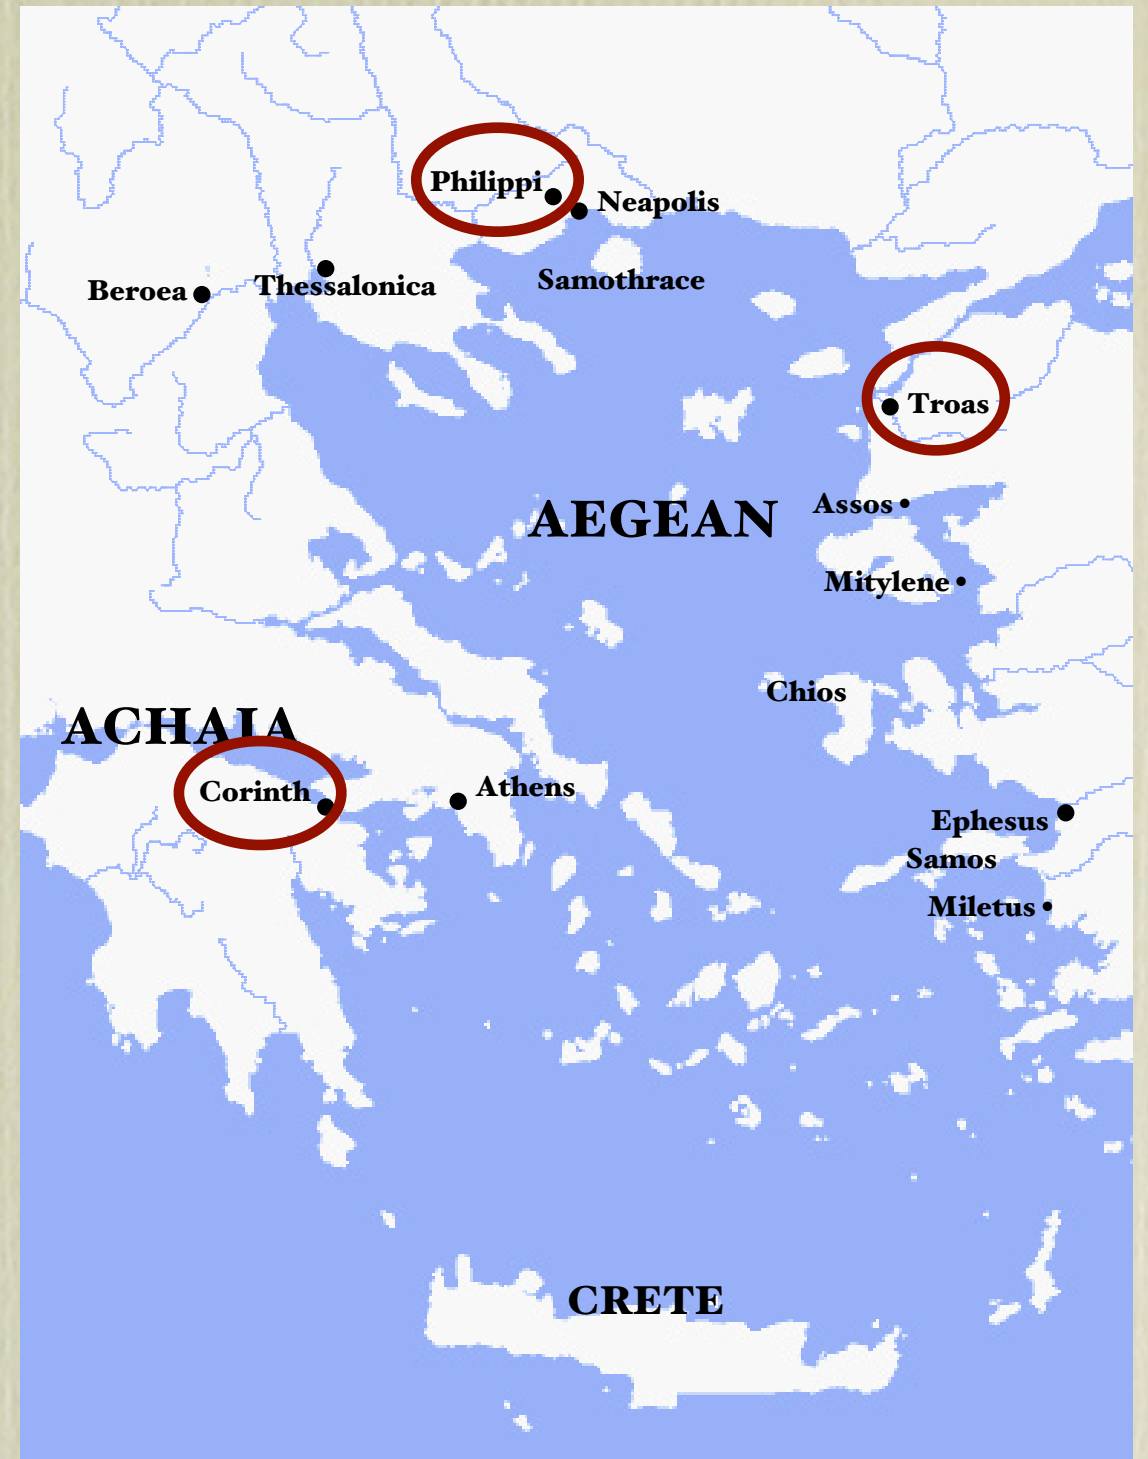 Philippi
Neapolis
Samothrace
Thessalonica
Beroea
Troas
AEGEAN
Assos
Mitylene
Chios
ACHAIA
Corinth
Athens
Ephesus
Samos
Miletus
CRETE